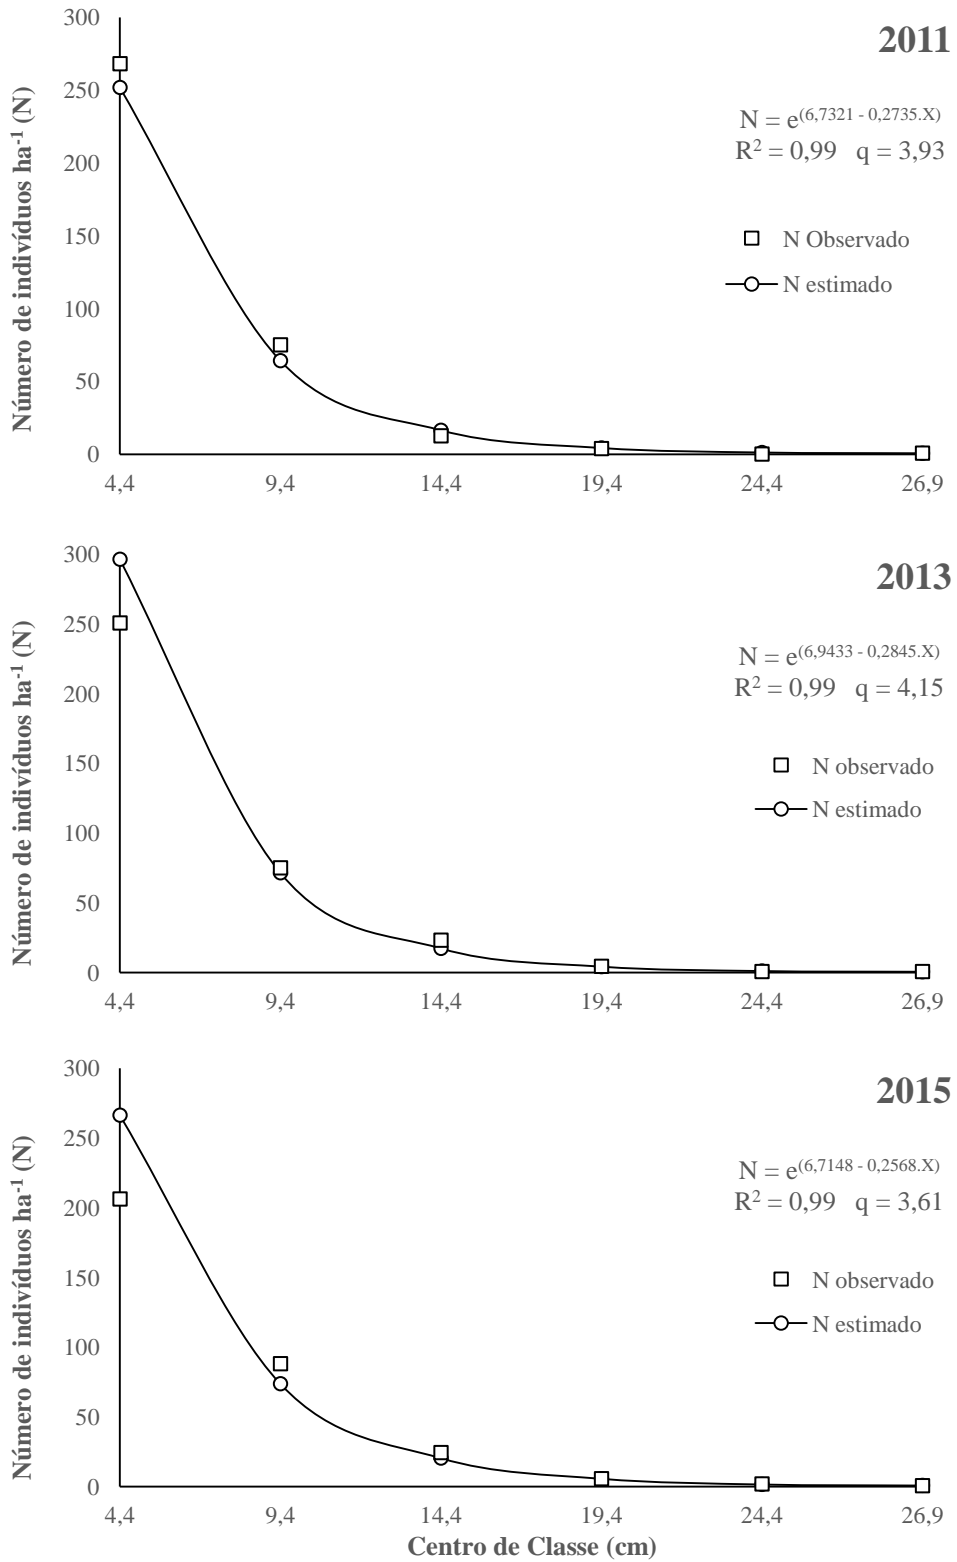 2011
Número de indivíduos ha⁻¹ (N)
300
250
200
150
100
50
0
N = e^(6,7321 - 0,2735.X)
R² = 0,99 q = 3,93
N Observado
N estimado
4,4 9,4 14,4 19,4 24,4 26,9
2013
Número de indivíduos ha⁻¹ (N)
300
250
200
150
100
50
0
N = e^(6,9433 - 0,2845.X)
R² = 0,99 q = 4,15
N observado
N estimado
4,4 9,4 14,4 19,4 24,4 26,9
2015
Número de indivíduos ha⁻¹ (N)
300
250
200
150
100
50
0
N = e^(6,7148 - 0,2568.X)
R² = 0,99 q = 3,61
N observado
N estimado
4,4 9,4 14,4 19,4 24,4 26,9
Centro de Classe (cm)